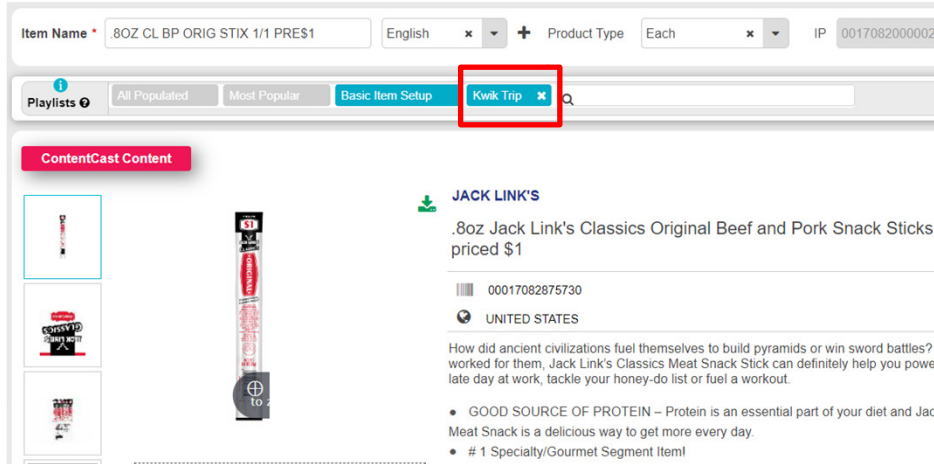 Item Name * .8OZ CL BP ORIG STIX 1/1 PRE$1 English Product Type Each IP 0017082000002
Playlists All Populated Most Popular Basic Item Setup Kwik Trip
ContentCast Content
JACK LINK'S
.8oz Jack Link's Classics Original Beef and Pork Snack Sticks
priced $1
00017082875730
UNITED STATES
How did ancient civilizations fuel themselves to build pyramids or win sword battles?
worked for them, Jack Link's Classics Meat Snack Stick can definitely help you powe
late day at work, tackle your honey-do list or fuel a workout.
● GOOD SOURCE OF PROTEIN – Protein is an essential part of your diet and Jac
Meat Snack is a delicious way to get more every day.
● # 1 Specialty/Gourmet Segment Item!
$1
ORIGINAL
to z
CLASSICS